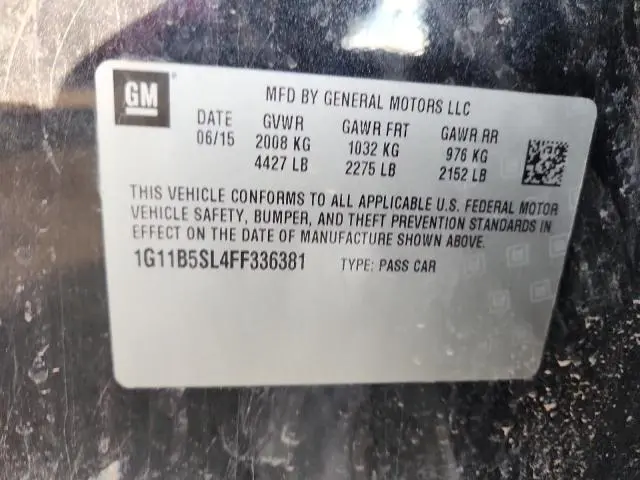 GM
MFD BY GENERAL MOTORS LLC
DATE GVWR GAWR FRT GAWR RR
06/15 2008 KG 1032 KG 976 KG
4427 LB 2275 LB 2152 LB
THIS VEHICLE CONFORMS TO ALL APPLICABLE U.S. FEDERAL MOTOR
VEHICLE SAFETY, BUMPER, AND THEFT PREVENTION STANDARDS IN
EFFECT ON THE DATE OF MANUFACTURE SHOWN ABOVE.
1G11B5SL4FF336381 TYPE: PASS CAR